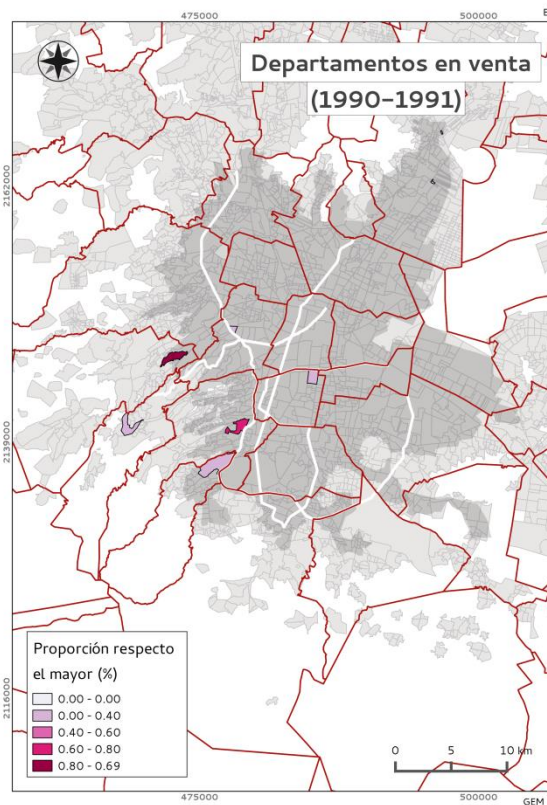 475000
500000
E
Departamentos en venta
(1990–1991)
2162000
2139000
2116000
Proporción respecto
el mayor (%)
0.00 - 0.00
0.00 - 0.40
0.40 - 0.60
0.60 - 0.80
0.80 - 0.69
0
5
10 km
475000
500000
GEM